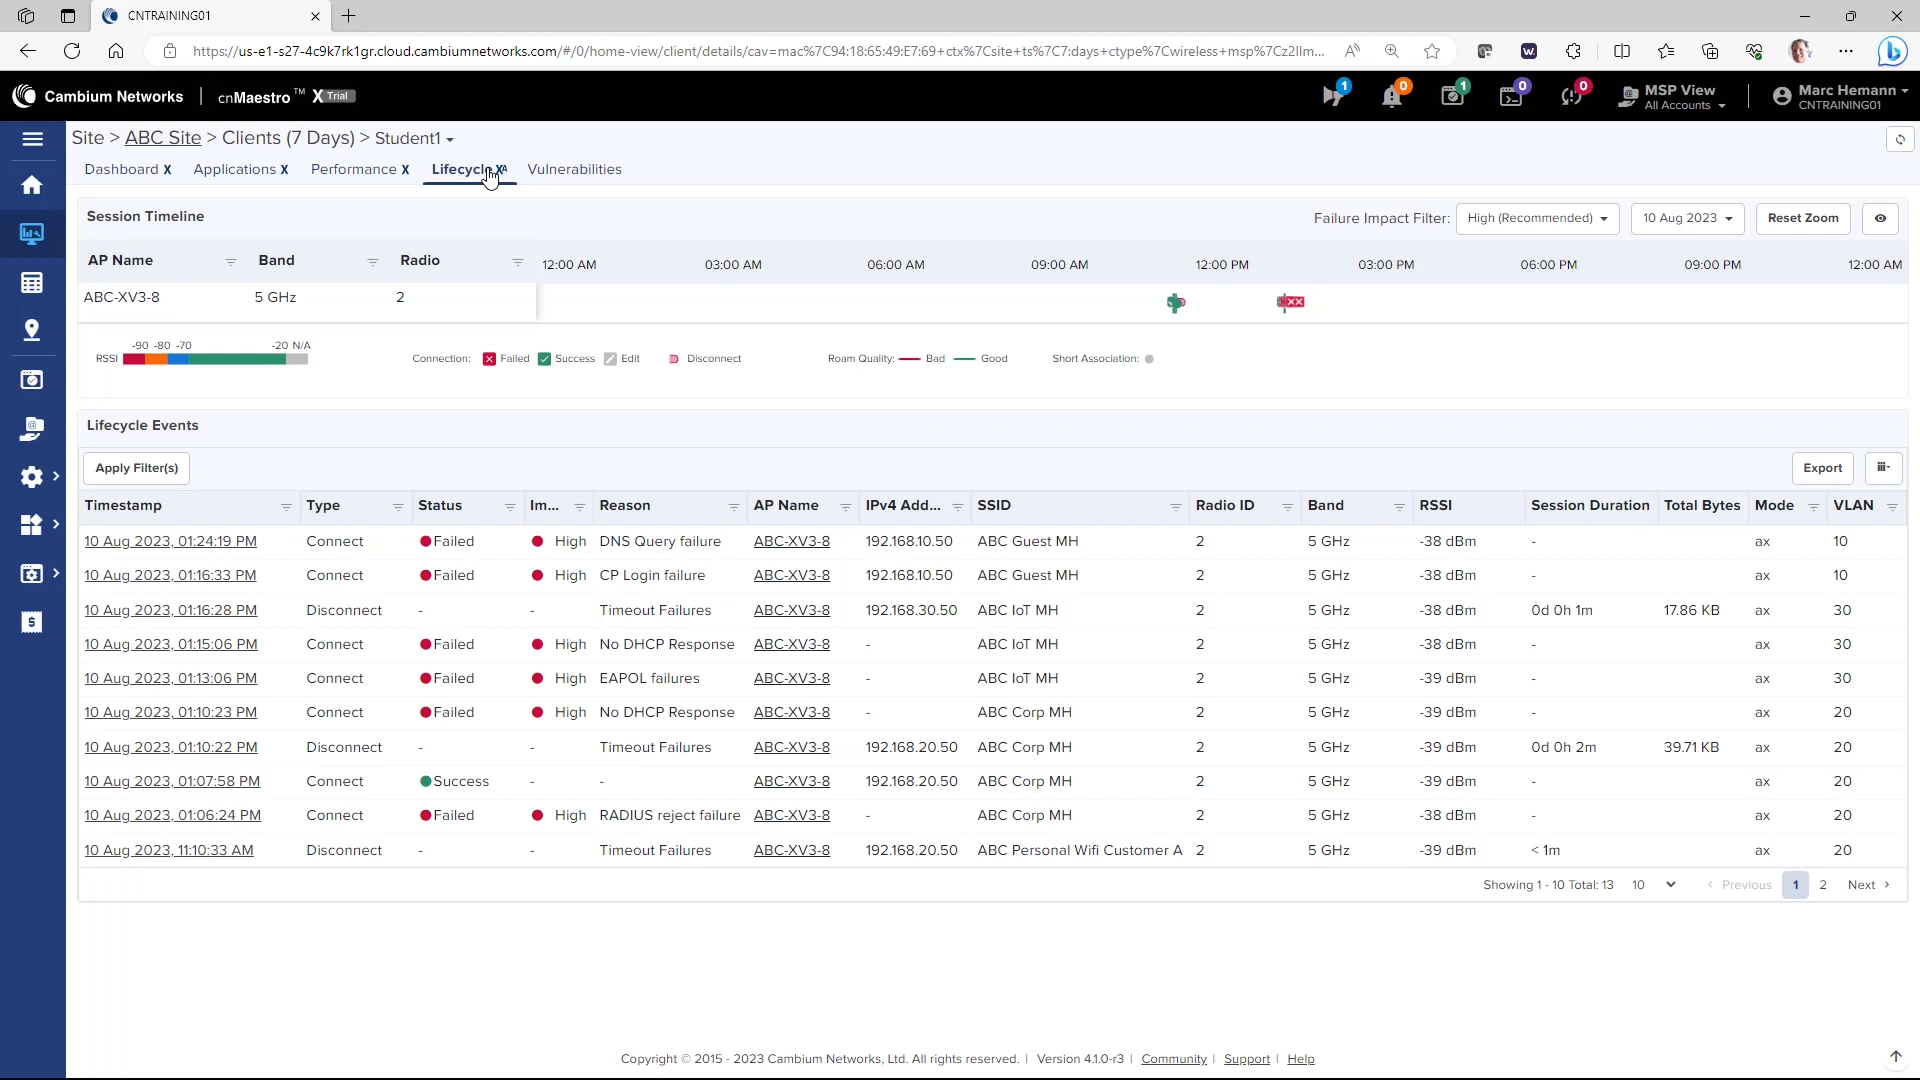 CNTRAINING01
https://us-e1-s27-4c9k7rk1gr.cloud.cambiumnetworks.com/#/0/home-view/client/details/cav=mac%7C94:18:65:49:E7:69+ctx%7Csite+ts%7C7:days+ctype%7Cwireless+msp%7Cz2llm...
Cambium Networks | cnMaestro™ X Trial
1 0 1 0 0
MSP View
All Accounts
Marc Hemann
CNTRAINING01
Site > ABC Site > Clients (7 Days) > Student1
Dashboard X Applications X Performance X Lifecycle XA Vulnerabilities
Session Timeline Failure Impact Filter: High (Recommended) 10 Aug 2023 Reset Zoom
AP Name Band Radio 12:00 AM 03:00 AM 06:00 AM 09:00 AM 12:00 PM 03:00 PM 06:00 PM 09:00 PM 12:00 AM
ABC-XV3-8 5 GHz 2
-90 -80 -70 -20 N/A
RSSI Connection: Failed Success Edit Disconnect Roam Quality: Bad Good Short Association:
Lifecycle Events
Apply Filter(s) Export
Timestamp Type Status Im... Reason AP Name IPv4 Add... SSID Radio ID Band RSSI Session Duration Total Bytes Mode VLAN
10 Aug 2023, 01:24:19 PM Connect Failed High DNS Query failure ABC-XV3-8 192.168.10.50 ABC Guest MH 2 5 GHz -38 dBm - ax 10
10 Aug 2023, 01:16:33 PM Connect Failed High CP Login failure ABC-XV3-8 192.168.10.50 ABC Guest MH 2 5 GHz -38 dBm - ax 10
10 Aug 2023, 01:16:28 PM Disconnect - - Timeout Failures ABC-XV3-8 192.168.30.50 ABC IoT MH 2 5 GHz -38 dBm 0d 0h 1m 17.86 KB ax 30
10 Aug 2023, 01:15:06 PM Connect Failed High No DHCP Response ABC-XV3-8 - ABC IoT MH 2 5 GHz -38 dBm - ax 30
10 Aug 2023, 01:13:06 PM Connect Failed High EAPOL failures ABC-XV3-8 - ABC IoT MH 2 5 GHz -39 dBm - ax 30
10 Aug 2023, 01:10:23 PM Connect Failed High No DHCP Response ABC-XV3-8 - ABC Corp MH 2 5 GHz -39 dBm - ax 20
10 Aug 2023, 01:10:22 PM Disconnect - - Timeout Failures ABC-XV3-8 192.168.20.50 ABC Corp MH 2 5 GHz -39 dBm 0d 0h 2m 39.71 KB ax 20
10 Aug 2023, 01:07:58 PM Connect Success - - ABC-XV3-8 192.168.20.50 ABC Corp MH 2 5 GHz -39 dBm - ax 20
10 Aug 2023, 01:06:24 PM Connect Failed High RADIUS reject failure ABC-XV3-8 - ABC Corp MH 2 5 GHz -38 dBm - ax 20
10 Aug 2023, 11:10:33 AM Disconnect - - Timeout Failures ABC-XV3-8 192.168.20.50 ABC Personal Wifi Customer A 2 5 GHz -39 dBm < 1m ax 20
Showing 1 - 10 Total: 13 10 < Previous 1 2 Next >
Copyright © 2015 - 2023 Cambium Networks, Ltd. All rights reserved. | Version 4.1.0-r3 | Community | Support | Help